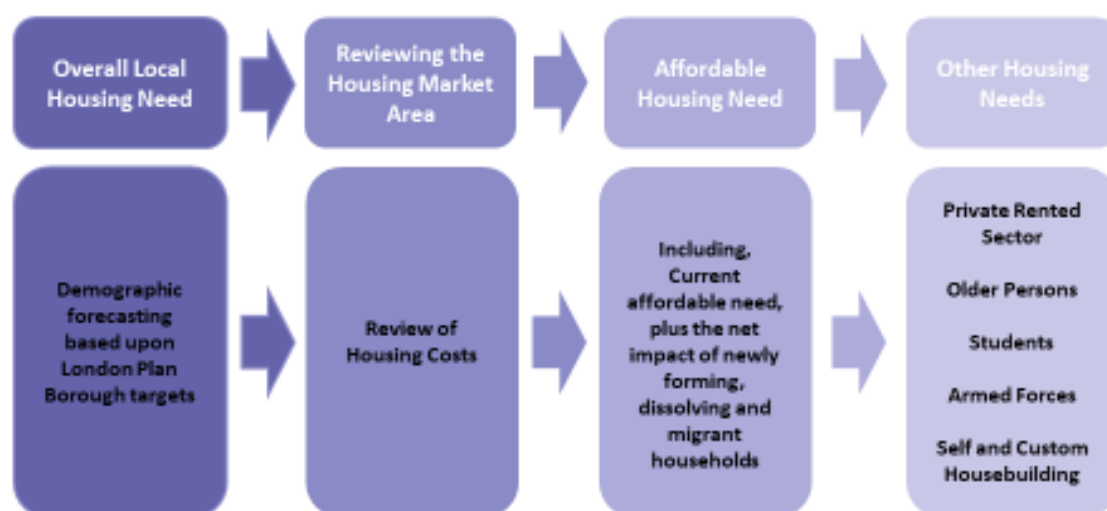 Overall Local
Housing Need
Reviewing the
Housing Market
Area
Affordable
Housing Need
Other Housing
Needs
Demographic
forecasting
based upon
London Plan
Borough targets
Review of
Housing Costs
Including,
Current
affordable need,
plus the net
impact of newly
forming,
dissolving and
migrant
households
Private Rented
Sector
Older Persons
Students
Armed Forces
Self and Custom
Housebuilding